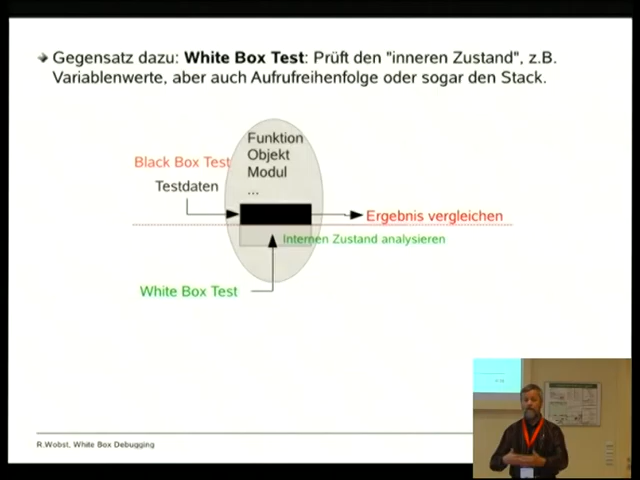 Gegensatz dazu: White Box Test: Prüft den "inneren Zustand", z.B.
Variablenwerte, aber auch Aufrufreihenfolge oder sogar den Stack.
Funktion
Objekt
Modul
...
Black Box Test
Testdaten
Ergebnis vergleichen
Internen Zustand analysieren
White Box Test
R.Wobst, White Box Debugging